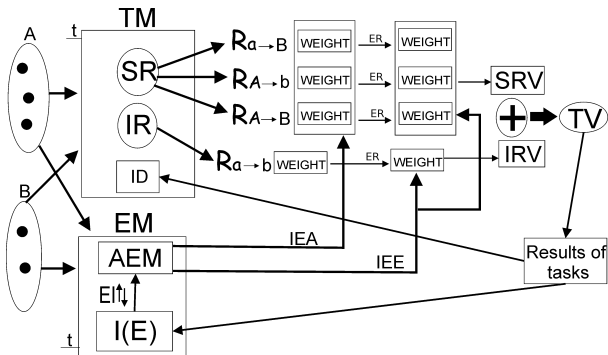 TM
A
t
SR
Ra→B
WEIGHT
ER
WEIGHT
RA→b
WEIGHT
ER
WEIGHT
SRV
RA→B
WEIGHT
ER
WEIGHT
+
TV
IR
Ra→b
WEIGHT
ER
WEIGHT
IRV
ID
B
EM
AEM
IEA
IEE
Results of
tasks
EI
I(E)
t